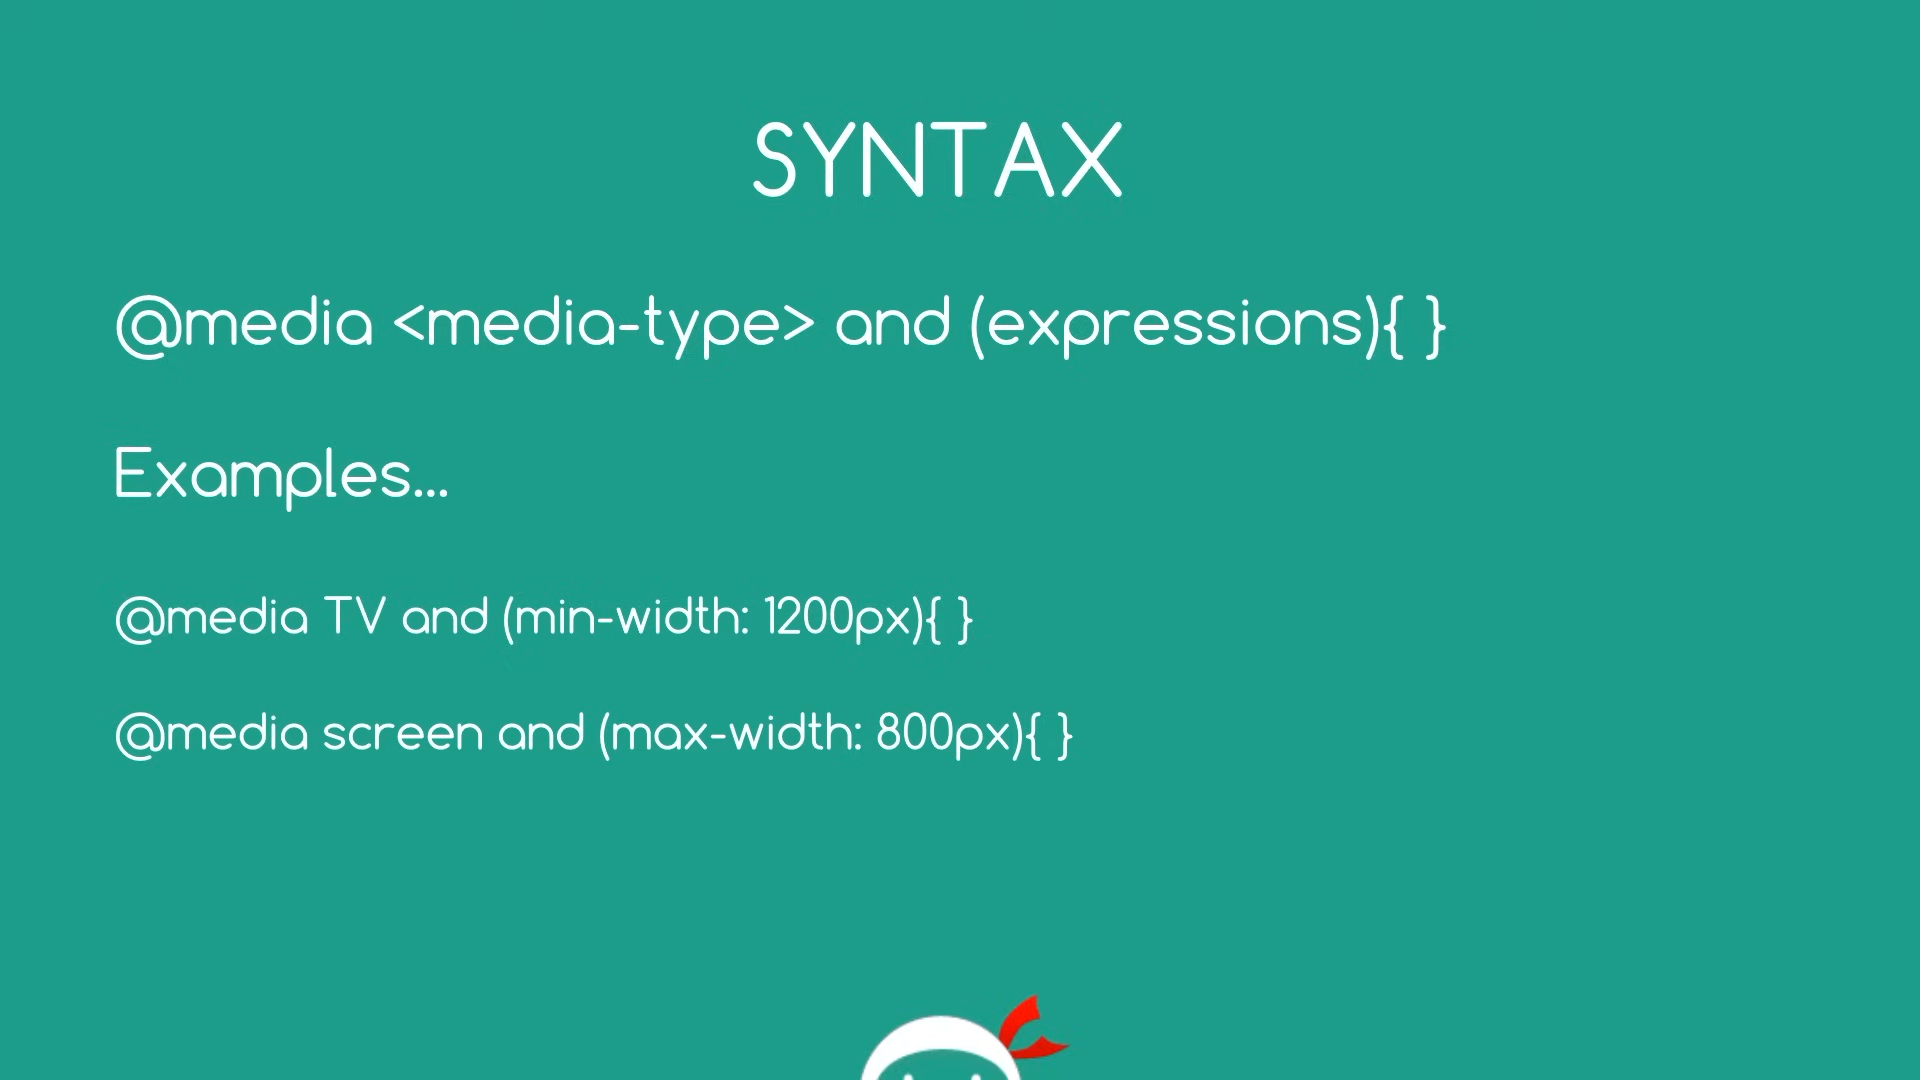 SYNTAX
@media <media-type> and (expressions){ }
Examples...
@media TV and (min-width: 1200px){ }
@media screen and (max-width: 800px){ }